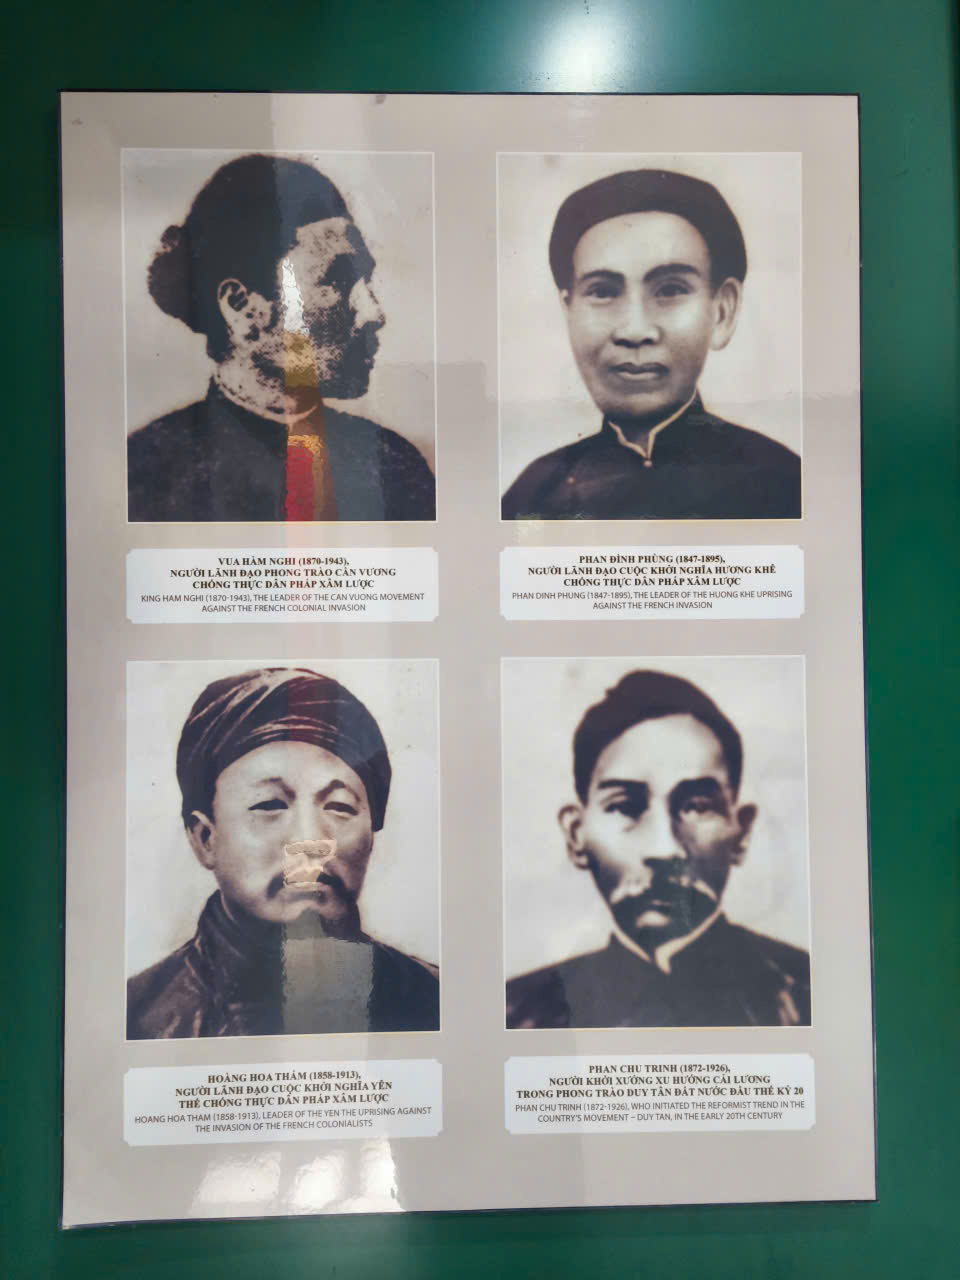 VUA HÀM NGHI (1870-1943),
NGƯỜI LÃNH ĐẠO PHONG TRÀO CẦN VƯƠNG
CHỐNG THỰC DÂN PHÁP XÂM LƯỢC
KING HAM NGHI (1870-1943), THE LEADER OF THE CAN VUONG MOVEMENT
AGAINST THE FRENCH COLONIAL INVASION
PHAN ĐÌNH PHÙNG (1847-1895),
NGƯỜI LÃNH ĐẠO CUỘC KHỞI NGHĨA HƯƠNG KHÊ
CHỐNG THỰC DÂN PHÁP XÂM LƯỢC
PHAN DINH PHUNG (1847-1895), THE LEADER OF THE HUONG KHE UPRISING
AGAINST THE FRENCH INVASION
HOÀNG HOA THÁM (1858-1913),
NGƯỜI LÃNH ĐẠO CUỘC KHỞI NGHĨA YÊN
THẾ CHỐNG THỰC DÂN PHÁP XÂM LƯỢC
HOANG HOA THAM (1858-1913), LEADER OF THE YEN THE UPRISING AGAINST
THE INVASION OF THE FRENCH COLONIALISTS
PHAN CHU TRINH (1872-1926),
NGƯỜI KHỞI XƯỚNG XU HƯỚNG CẢI LƯƠNG
TRONG PHONG TRÀO DUY TÂN ĐẤT NƯỚC ĐẦU THẾ KỶ 20
PHAN CHU TRINH (1872-1926), WHO INITIATED THE REFORMIST TREND IN THE
COUNTRY'S MOVEMENT – DUY TAN, IN THE EARLY 20TH CENTURY